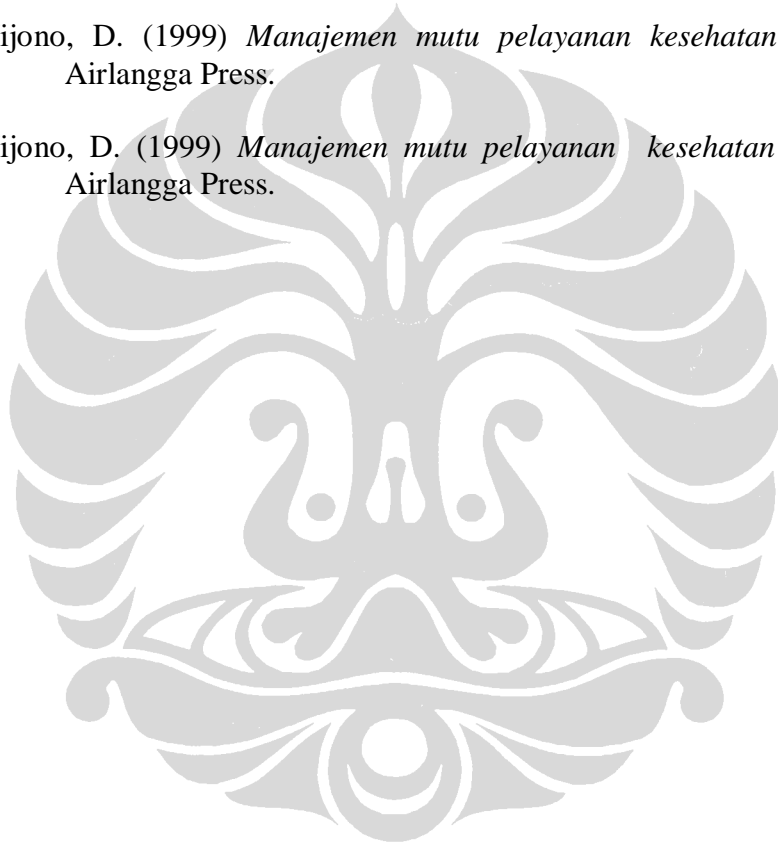 ijono, D. (1999) Manajemen mutu pelayanan kesehatan
Airlangga Press.
ijono, D. (1999) Manajemen mutu pelayanan kesehatan
Airlangga Press.